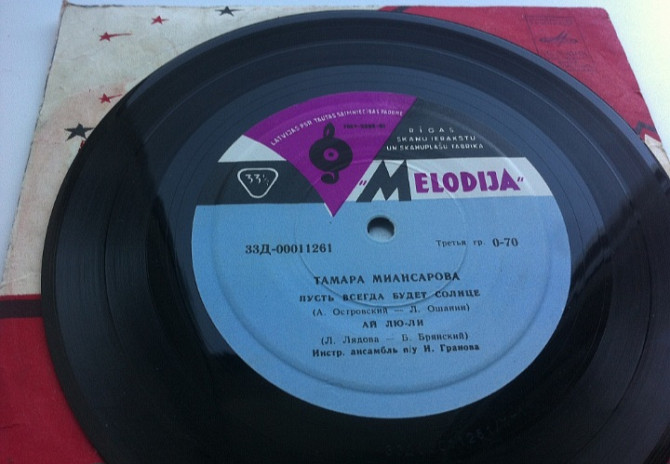 LATVIJAS PSR TAUTAS SAIMNIECĪBAS PADOME
RĪGAS
SKAŅU IERAKSTU
UN SKAŅUPLAŠU FABRIKA
33⅓
"MELODIJA"
33Д-00011261
Третья гр. 0-70
ТАМАРА МИАНСАРОВА
ПУСТЬ ВСЕГДА БУДЕТ СОЛНЦЕ
(А. Островский — Л. Ошанин)
АЙ ЛЮ-ЛИ
(Л. Лядова — Б. Брянский)
Инстр. ансамбль п/у И. Гранова